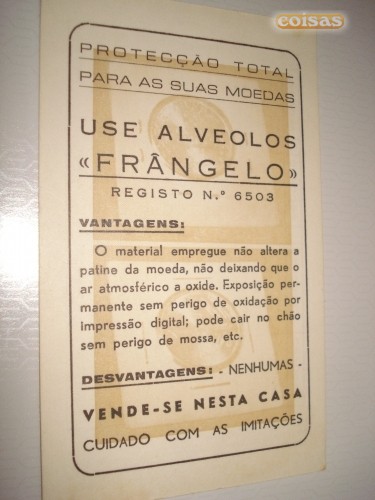 coisas
PROTECÇÃO TOTAL
PARA AS SUAS MOEDAS
USE ALVEOLOS
«FRÂNGELO»
REGISTO N.º 6503
VANTAGENS:
O material empregue não altera a
patine da moeda, não deixando que o
ar atmosférico a oxide. Exposição per-
manente sem perigo de oxidação por
impressão digital; pode cair no chão
sem perigo de mossa, etc.
DESVANTAGENS: - NENHUMAS -
VENDE-SE NESTA CASA
CUIDADO COM AS IMITAÇÕES